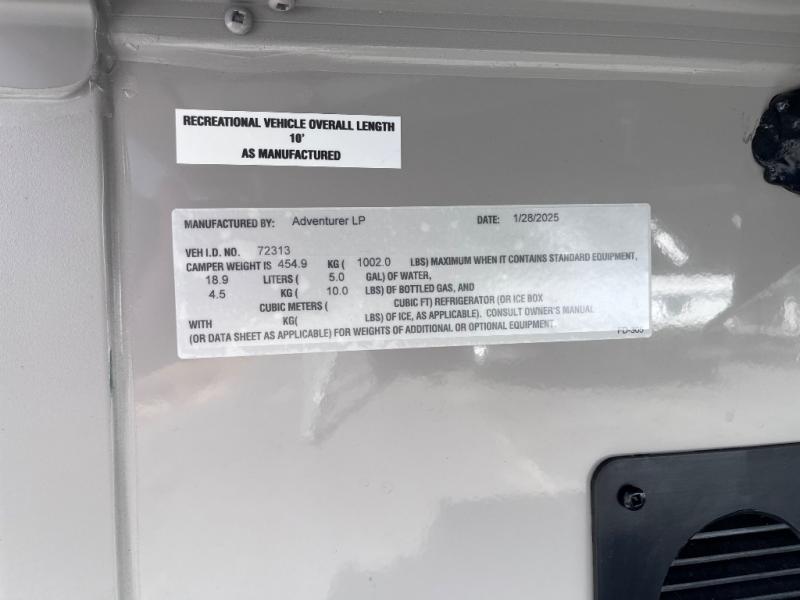 RECREATIONAL VEHICLE OVERALL LENGTH
10'
AS MANUFACTURED
MANUFACTURED BY: Adventurer LP DATE: 1/28/2025
VEH I.D. NO. 72313
CAMPER WEIGHT IS 454.9 KG ( 1002.0 LBS) MAXIMUM WHEN IT CONTAINS STANDARD EQUIPMENT,
18.9 LITERS ( 5.0 GAL) OF WATER,
4.5 KG ( 10.0 LBS) OF BOTTLED GAS, AND
CUBIC METERS ( CUBIC FT) REFRIGERATOR (OR ICE BOX
WITH KG( LBS) OF ICE, AS APPLICABLE). CONSULT OWNER'S MANUAL
(OR DATA SHEET AS APPLICABLE) FOR WEIGHTS OF ADDITIONAL OR OPTIONAL EQUIPMENT.